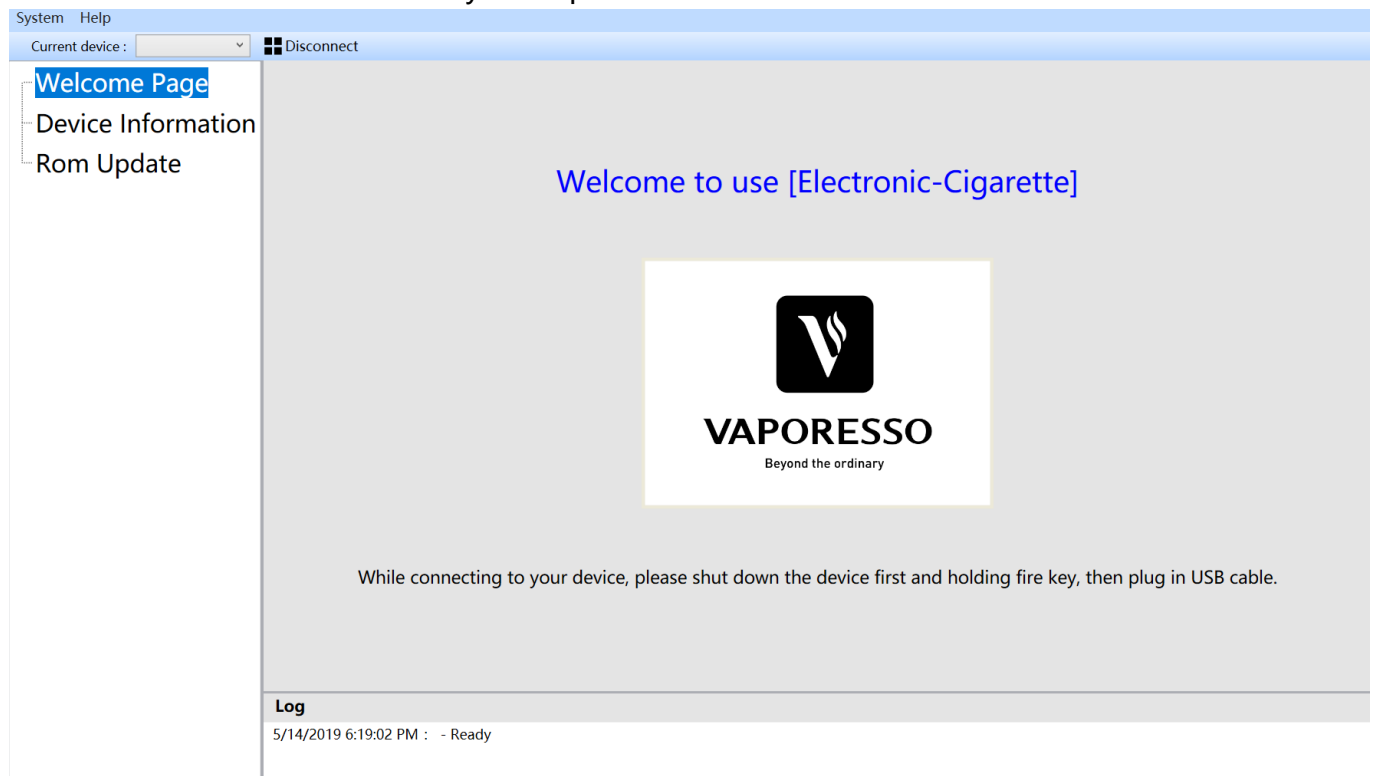 System Help
Current device : Disconnect
Welcome Page
Device Information
Rom Update
Welcome to use [Electronic-Cigarette]
VAPORESSO
Beyond the ordinary
While connecting to your device, please shut down the device first and holding fire key, then plug in USB cable.
Log
5/14/2019 6:19:02 PM : - Ready